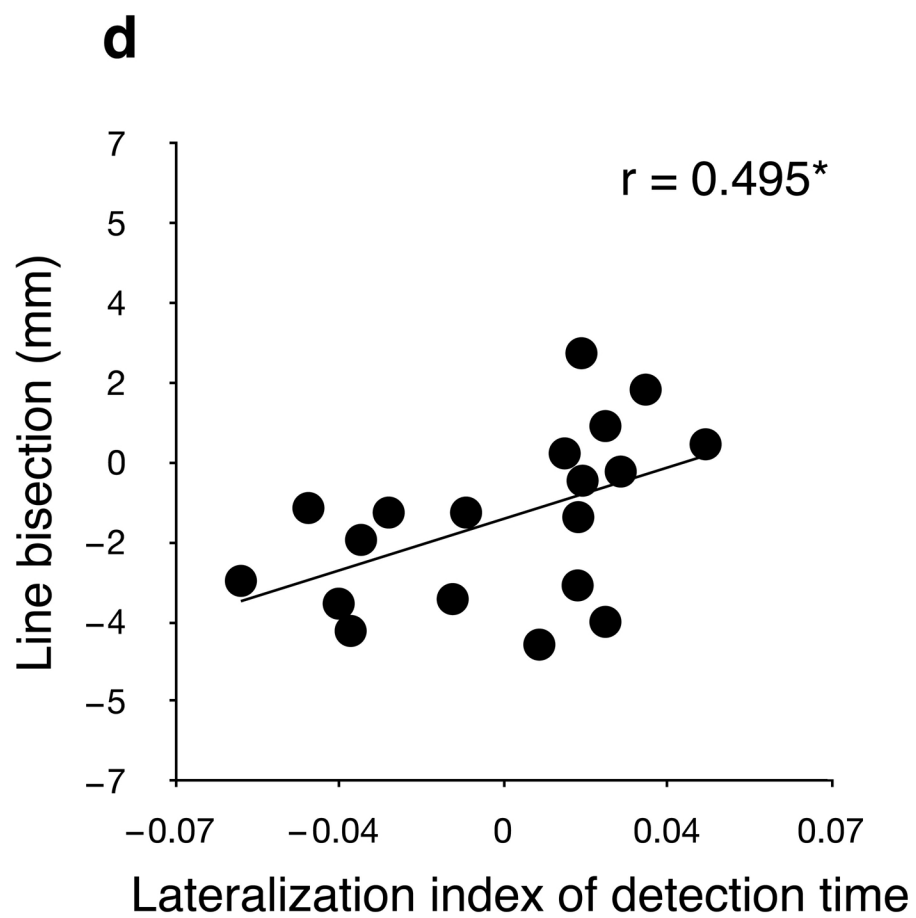 d
r = 0.495*
Line bisection (mm)
7
5
4
2
0
−2
−4
−5
−7
−0.07 −0.04 0 0.04 0.07
Lateralization index of detection time